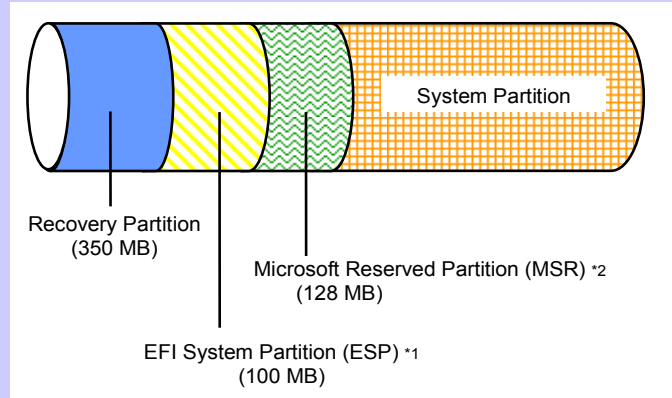 System Partition
Recovery Partition
(350 MB)
Microsoft Reserved Partition (MSR) *2
(128 MB)
EFI System Partition (ESP) *1
(100 MB)